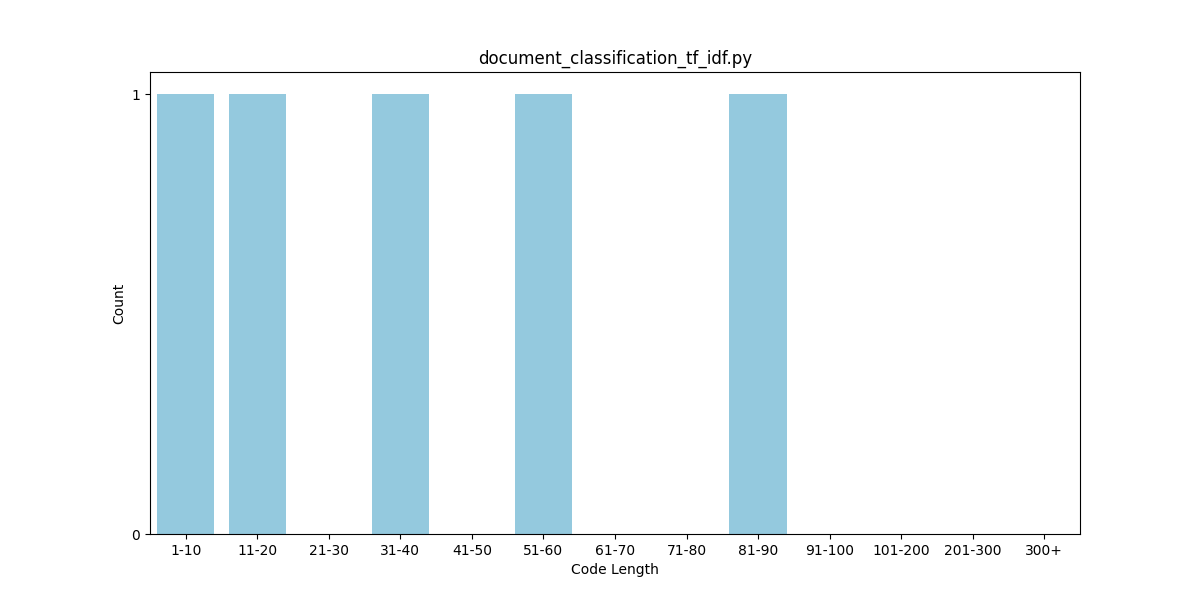 document_classification_tf_idf.py
1
Count
0
1-10 11-20 21-30 31-40 41-50 51-60 61-70 71-80 81-90 91-100 101-200 201-300 300+
Code Length